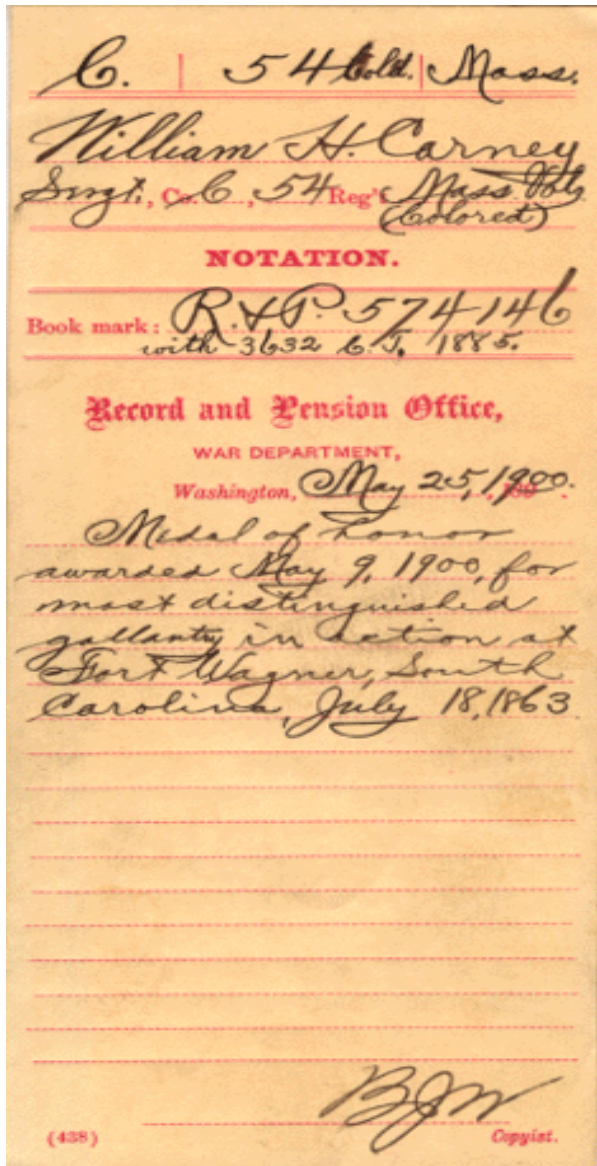 C. | 54 Cold. | Mass.
William H. Carney
Sergt., Co. C, 54 Reg't Mass. Vols.
(Colored)
NOTATION.
Book mark: R. & P. 574146
with 3632 C.T. 1885.
Record and Pension Office,
WAR DEPARTMENT,
Washington, May 25, 1900.
Medal of honor
awarded May 9, 1900, for
most distinguished
gallantry in action at
Fort Wagner, South
Carolina, July 18, 1863
BJW
(438) Copyist.